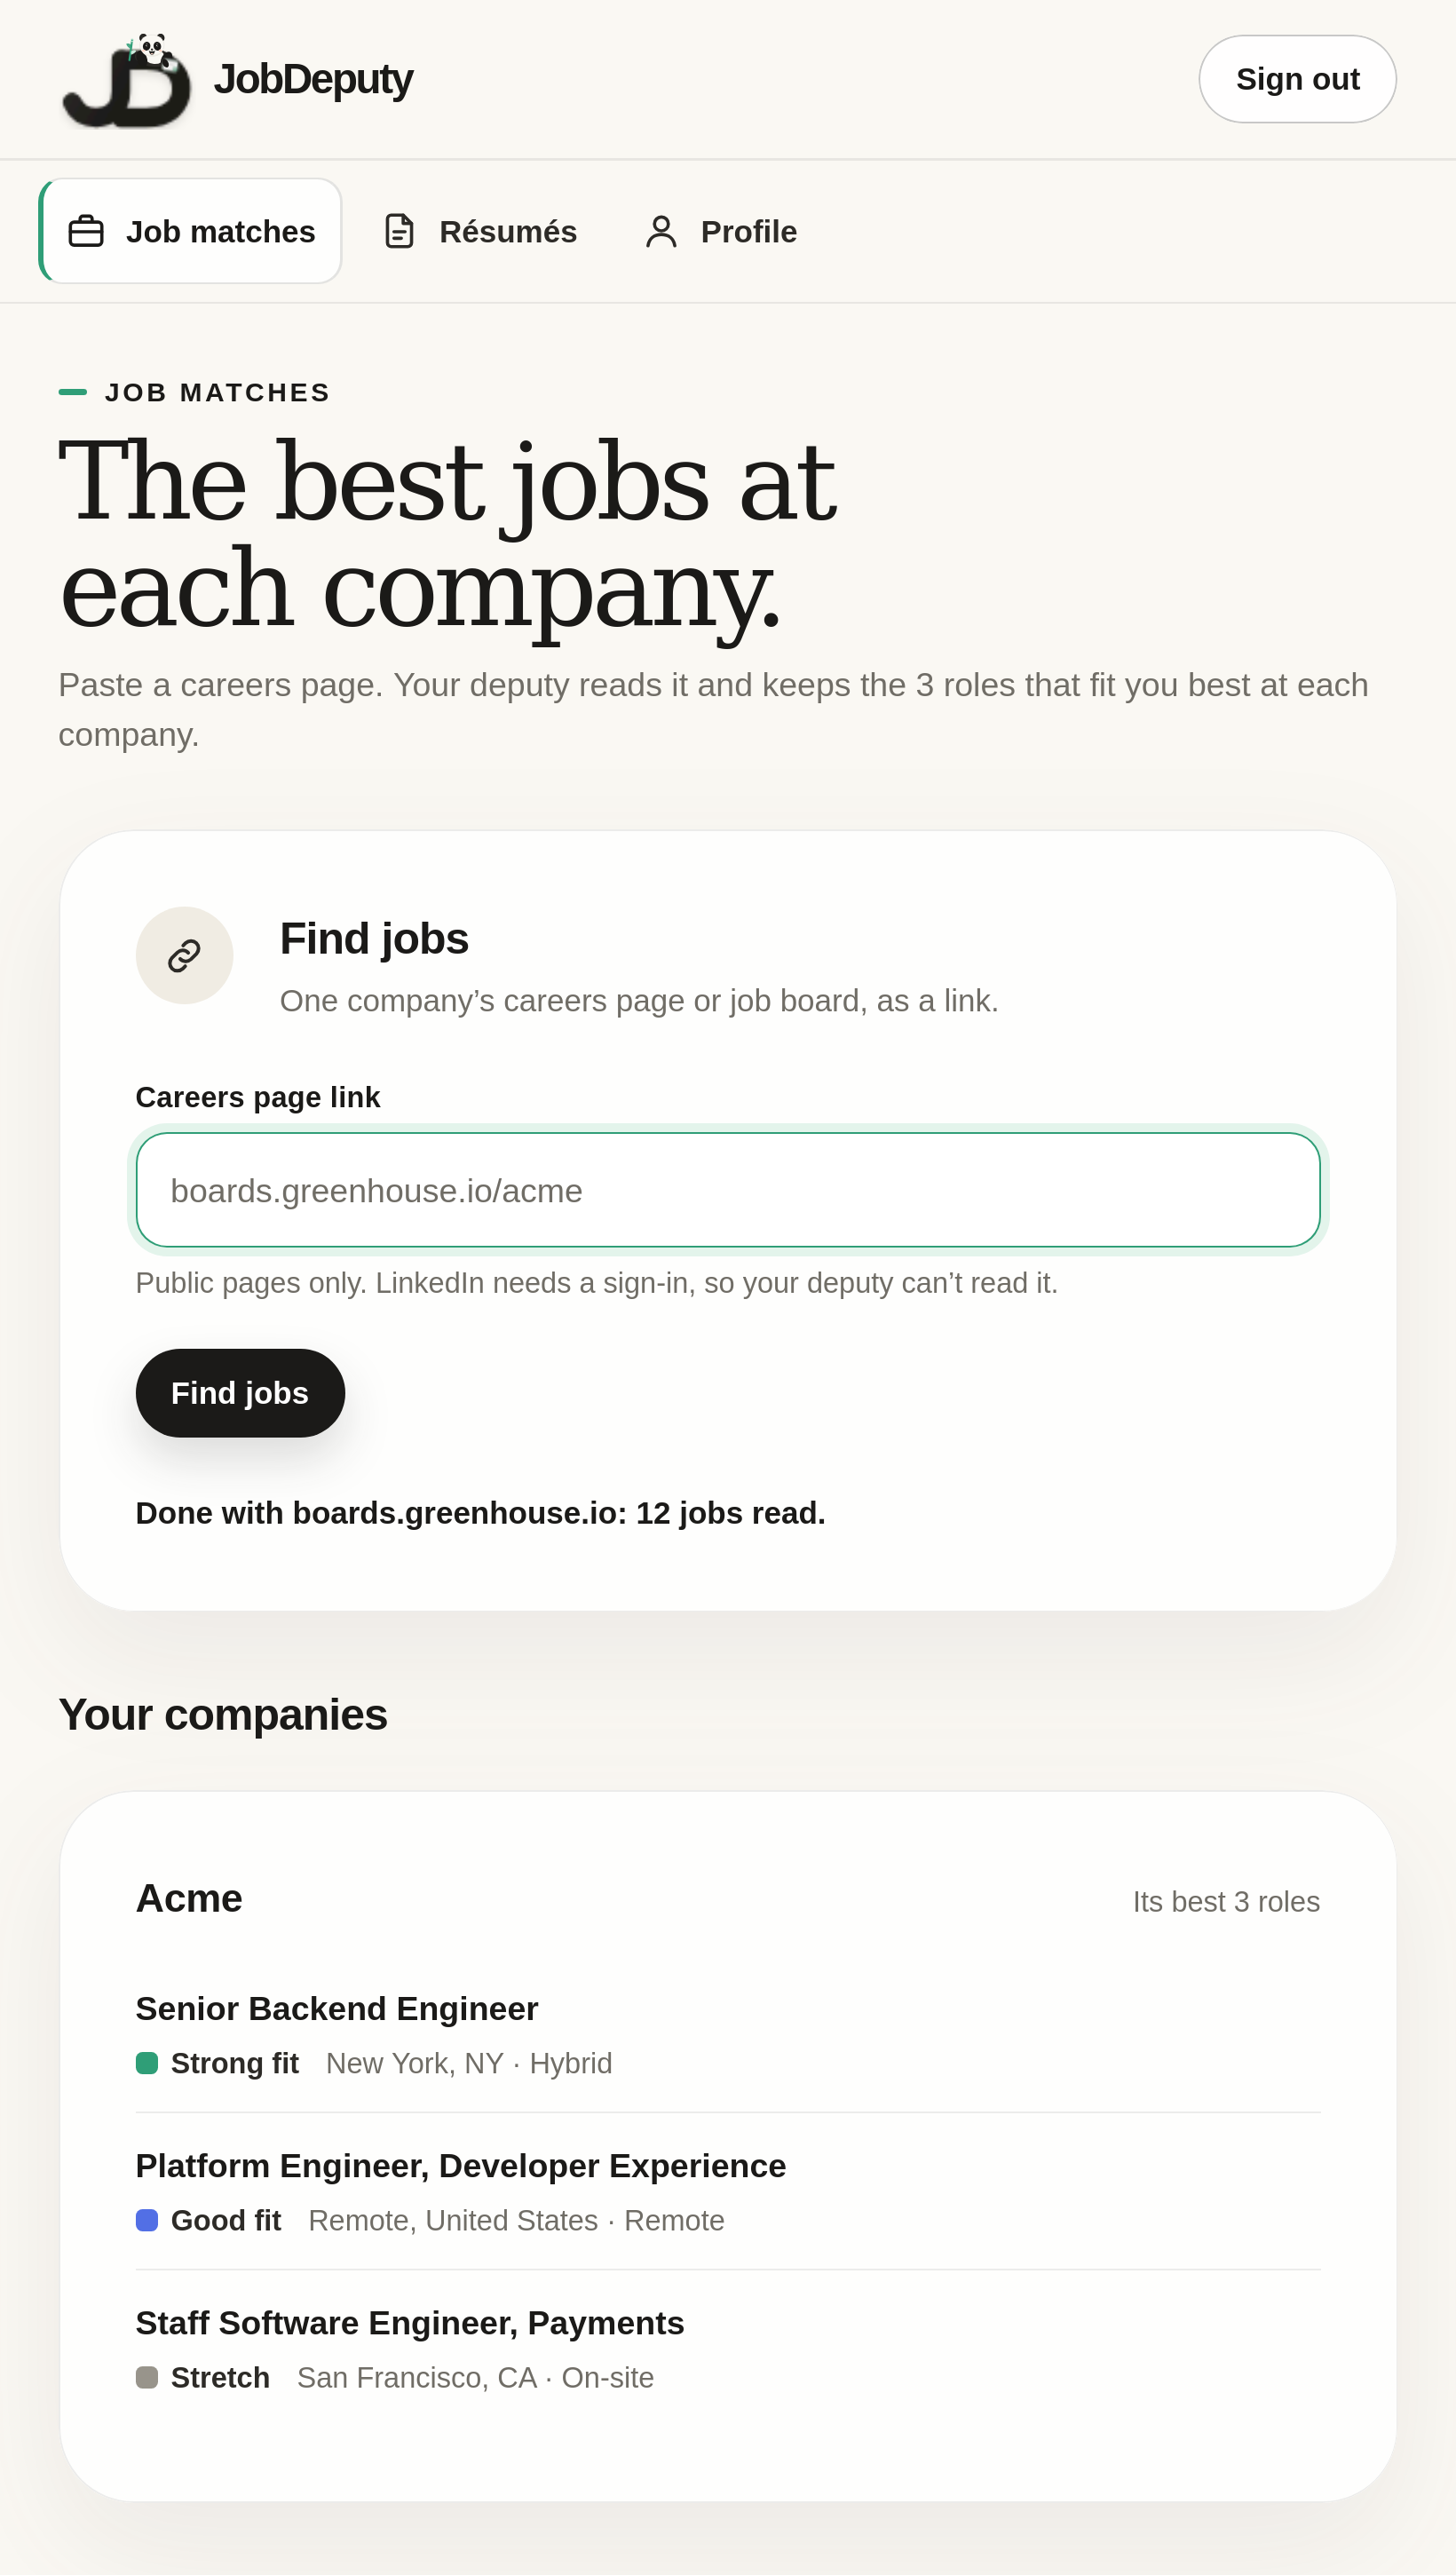 JobDeputy
Sign out
Job matches
Résumés
Profile
JOB MATCHES
The best jobs at
each company.
Paste a careers page. Your deputy reads it and keeps the 3 roles that fit you best at each
company.
Find jobs
One company’s careers page or job board, as a link.
Careers page link
boards.greenhouse.io/acme
Public pages only. LinkedIn needs a sign-in, so your deputy can’t read it.
Find jobs
Done with boards.greenhouse.io: 12 jobs read.
Your companies
Acme
Its best 3 roles
Senior Backend Engineer
Strong fit New York, NY · Hybrid
Platform Engineer, Developer Experience
Good fit Remote, United States · Remote
Staff Software Engineer, Payments
Stretch San Francisco, CA · On-site